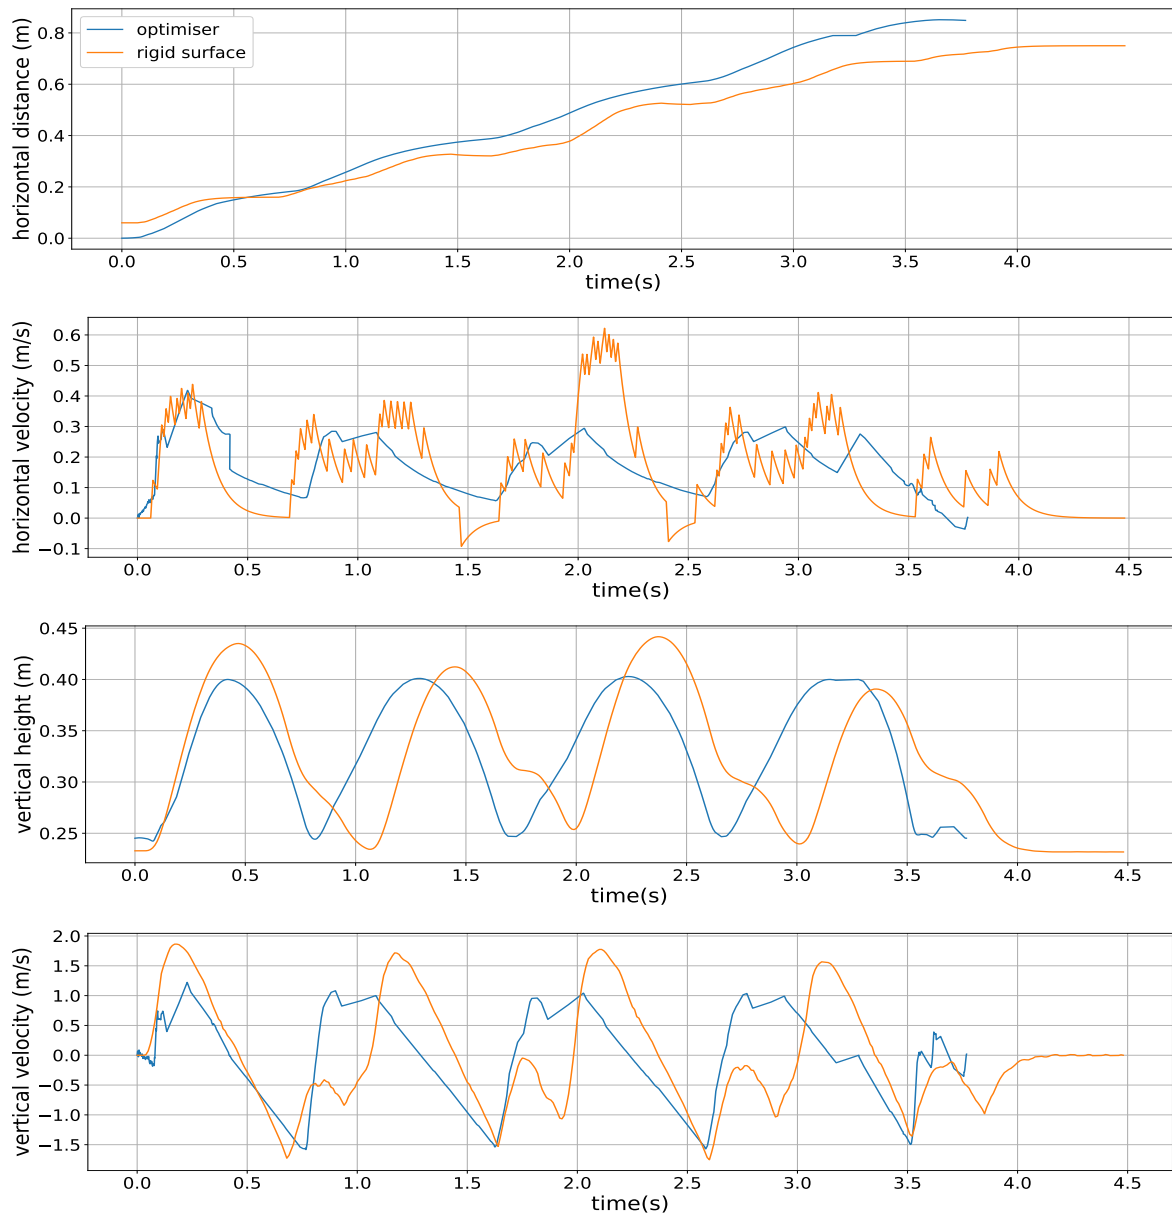 horizontal distance (m)
0.8
0.6
0.4
0.2
0.0
optimiser
rigid surface
0.0 0.5 1.0 1.5 2.0 2.5 3.0 3.5 4.0
time(s)
horizontal velocity (m/s)
0.6
0.5
0.4
0.3
0.2
0.1
0.0
−0.1
0.0 0.5 1.0 1.5 2.0 2.5 3.0 3.5 4.0 4.5
time(s)
vertical height (m)
0.45
0.40
0.35
0.30
0.25
0.0 0.5 1.0 1.5 2.0 2.5 3.0 3.5 4.0 4.5
time(s)
vertical velocity (m/s)
2.0
1.5
1.0
0.5
0.0
−0.5
−1.0
−1.5
0.0 0.5 1.0 1.5 2.0 2.5 3.0 3.5 4.0 4.5
time(s)